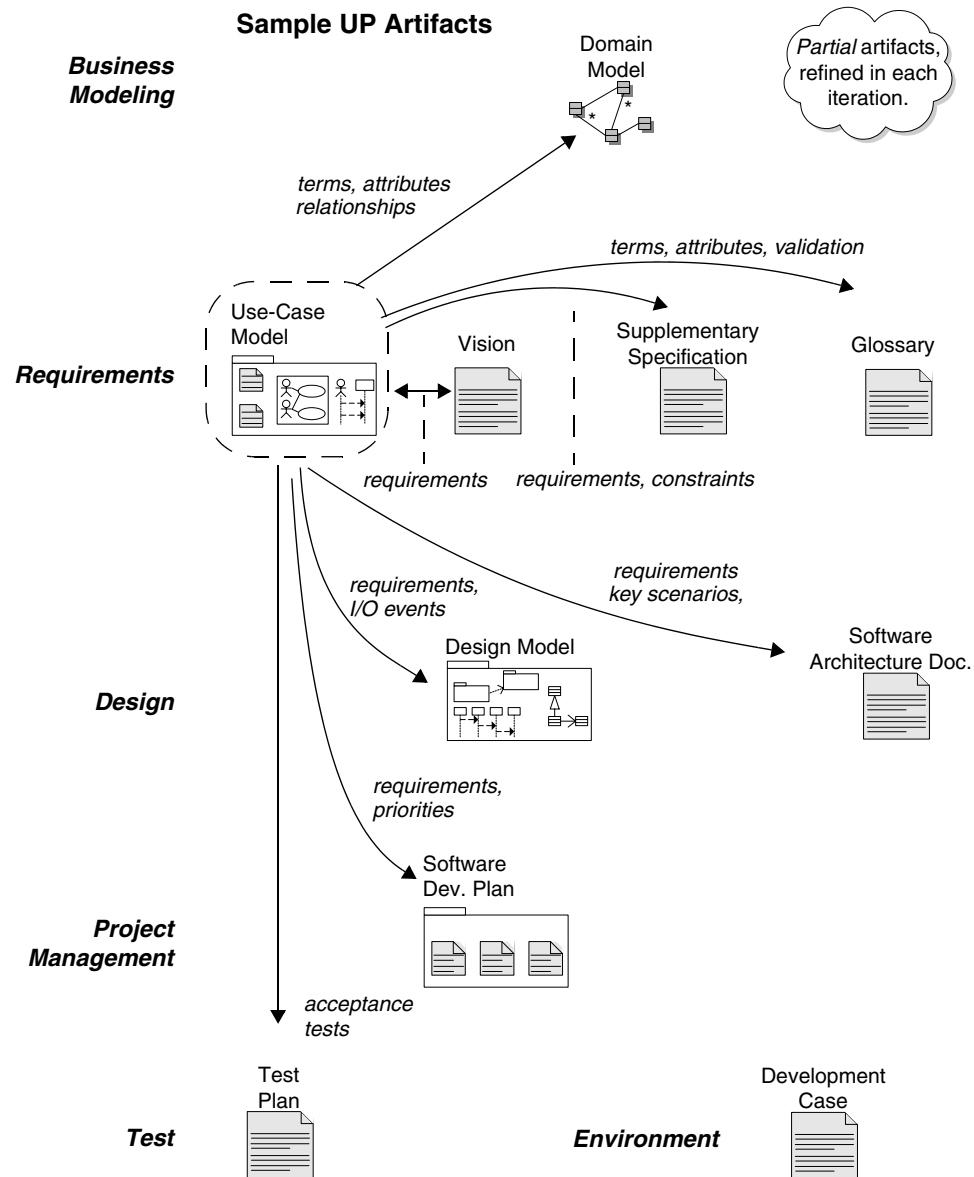 Sample UP Artifacts
Domain
Model
Partial artifacts,
refined in each
iteration.
Business
Modeling
*
*
terms, attributes
relationships
terms, attributes, validation
Use-Case
Model
Vision
Supplementary
Specification
Glossary
Requirements
requirements
requirements, constraints
requirements,
I/O events
requirements
key scenarios,
Design Model
Software
Architecture Doc.
Design
requirements,
priorities
Software
Dev. Plan
Project
Management
acceptance
tests
Test
Plan
Development
Case
Test
Environment